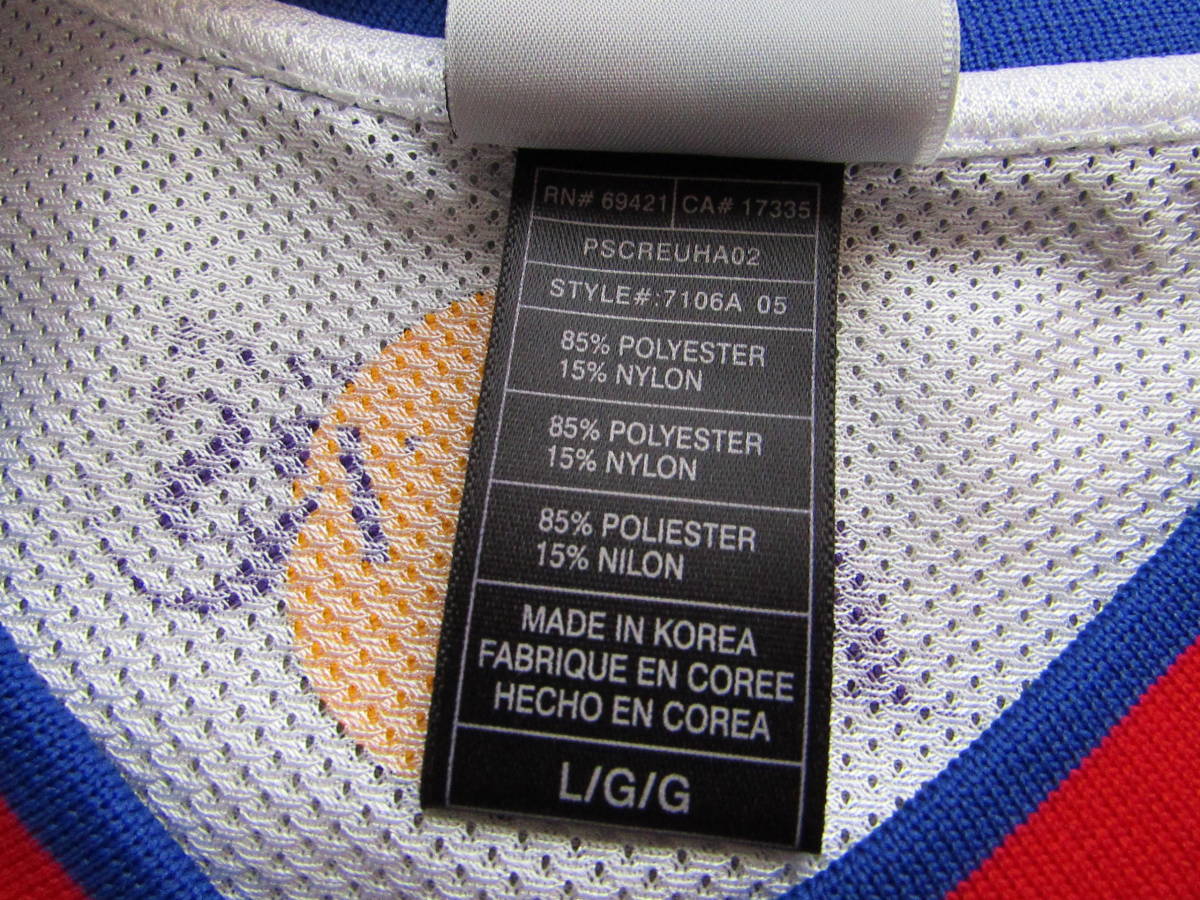 RN# 69421 CA# 17335
PSCREUHA02
STYLE#:7106A 05
85% POLYESTER
15% NYLON
85% POLYESTER
15% NYLON
85% POLIESTER
15% NILON
MADE IN KOREA
FABRIQUE EN COREE
HECHO EN COREA
L/G/G